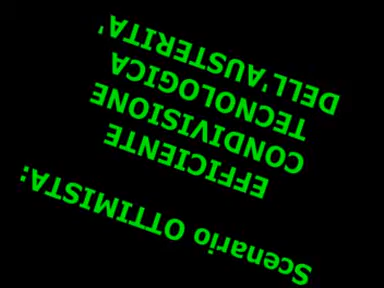 Scenario OTTIMISTA:
EFFICIENTE
CONDIVISIONE
TECNOLOGICA
DELL'AUSTERITA'